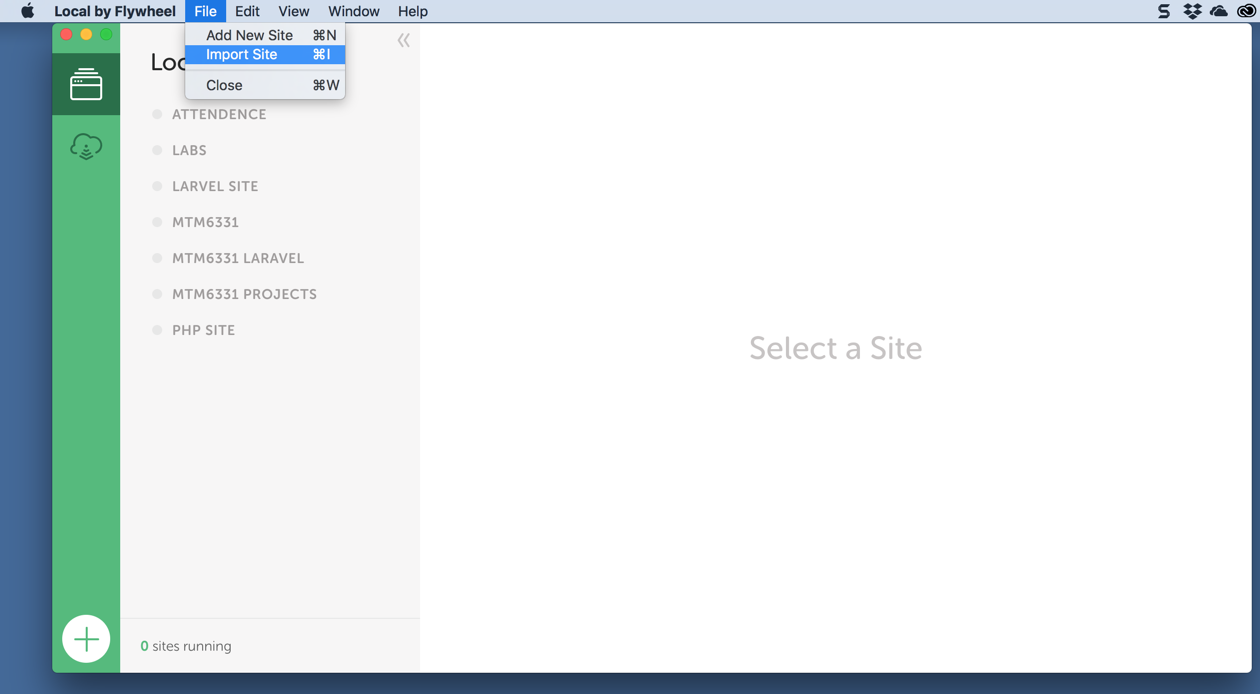 Local by Flywheel File Edit View Window Help
Add New Site ⌘N
Import Site ⌘I
Close ⌘W
ATTENDENCE
LABS
LARVEL SITE
MTM6331
MTM6331 LARAVEL
MTM6331 PROJECTS
PHP SITE
Select a Site
0 sites running